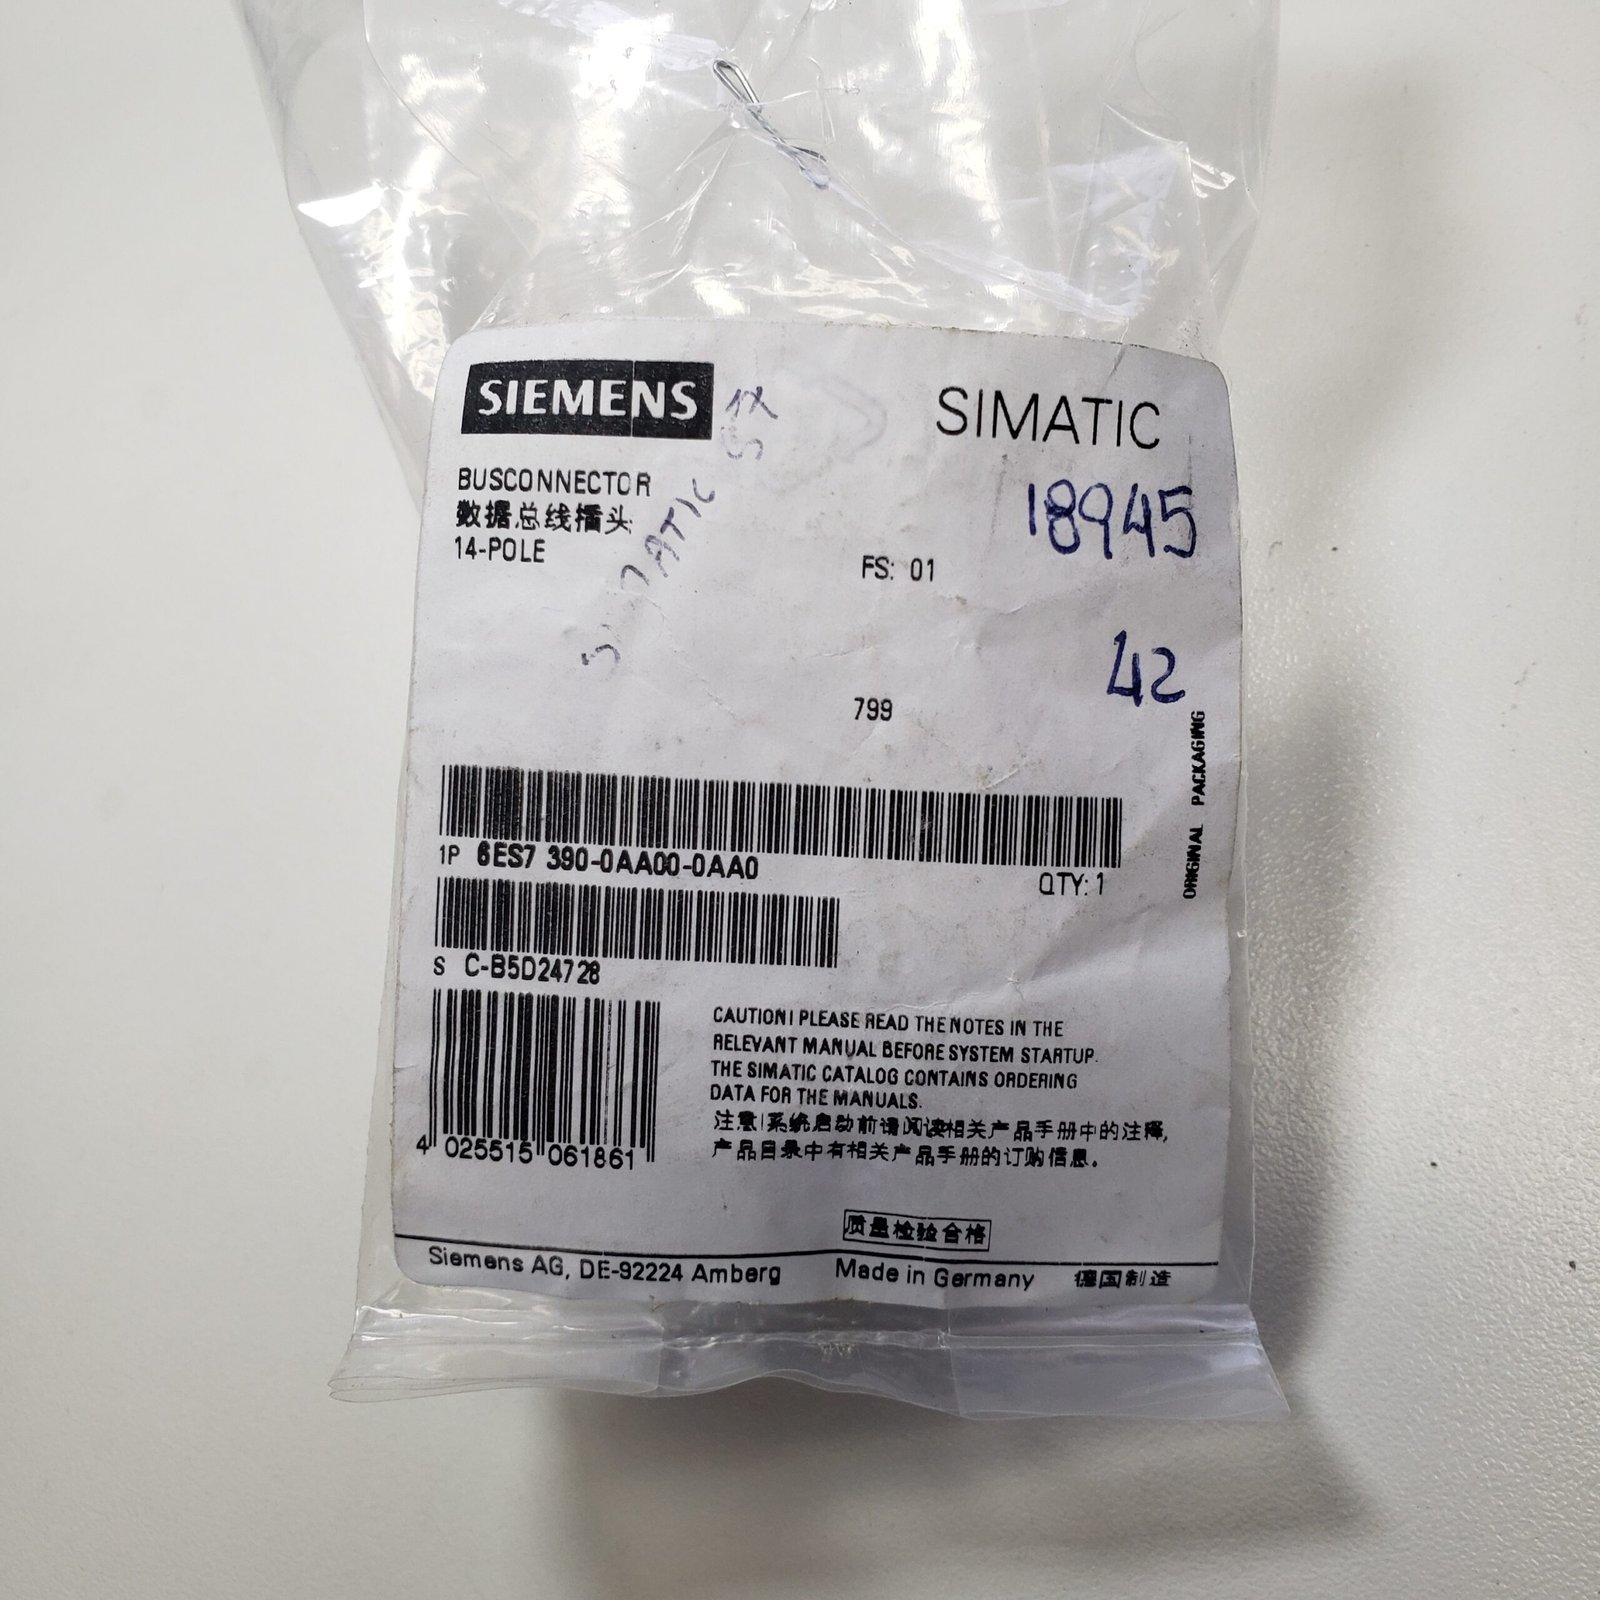 SIEMENS
SIMATIC
BUSCONNECTOR
数据总线插头
14-POLE
18945
FS: 01
42
799
ORIGINAL PACKAGING
1P 6ES7 390-0AA00-0AA0
QTY: 1
S C-B5D24728
4 025515 061861
CAUTION! PLEASE READ THE NOTES IN THE
RELEVANT MANUAL BEFORE SYSTEM STARTUP.
THE SIMATIC CATALOG CONTAINS ORDERING
DATA FOR THE MANUALS.
注意!系统启动前请阅读相关产品手册中的注释,
产品目录中有相关产品手册的订购信息。
质量检验合格
Siemens AG, DE-92224 Amberg
Made in Germany
德国制造